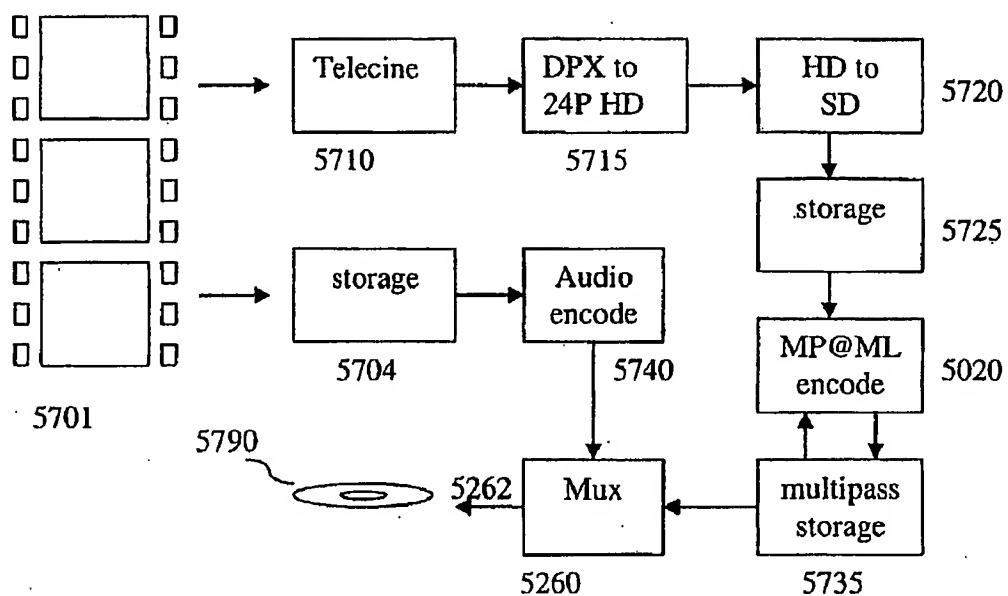 Telecine
5710
DPX to
24P HD
5715
HD to
SD
5720
storage
5725
5701
storage
5704
Audio
encode
5740
MP@ML
encode
5020
5790
5262
Mux
5260
multipass
storage
5735